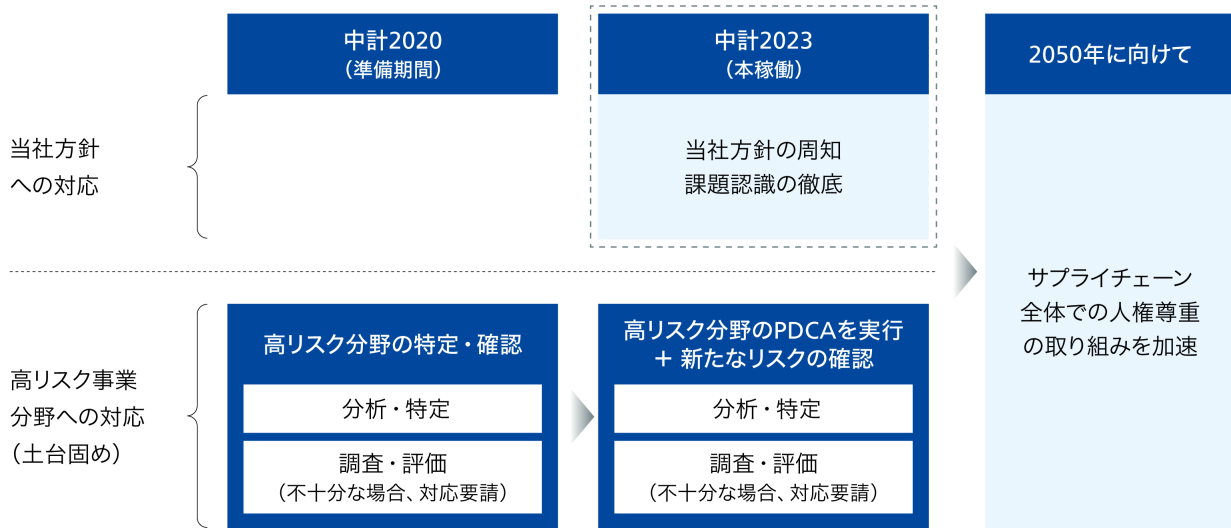 中計2020
（準備期間）
中計2023
（本稼働）
2050年に向けて
当社方針
への対応
当社方針の周知
課題認識の徹底
サプライチェーン
全体での人権尊重
の取り組みを加速
高リスク事業
分野への対応
（土台固め）
高リスク分野の特定・確認
分析・特定
調査・評価
（不十分な場合、対応要請）
高リスク分野のPDCAを実行
＋ 新たなリスクの確認
分析・特定
調査・評価
（不十分な場合、対応要請）